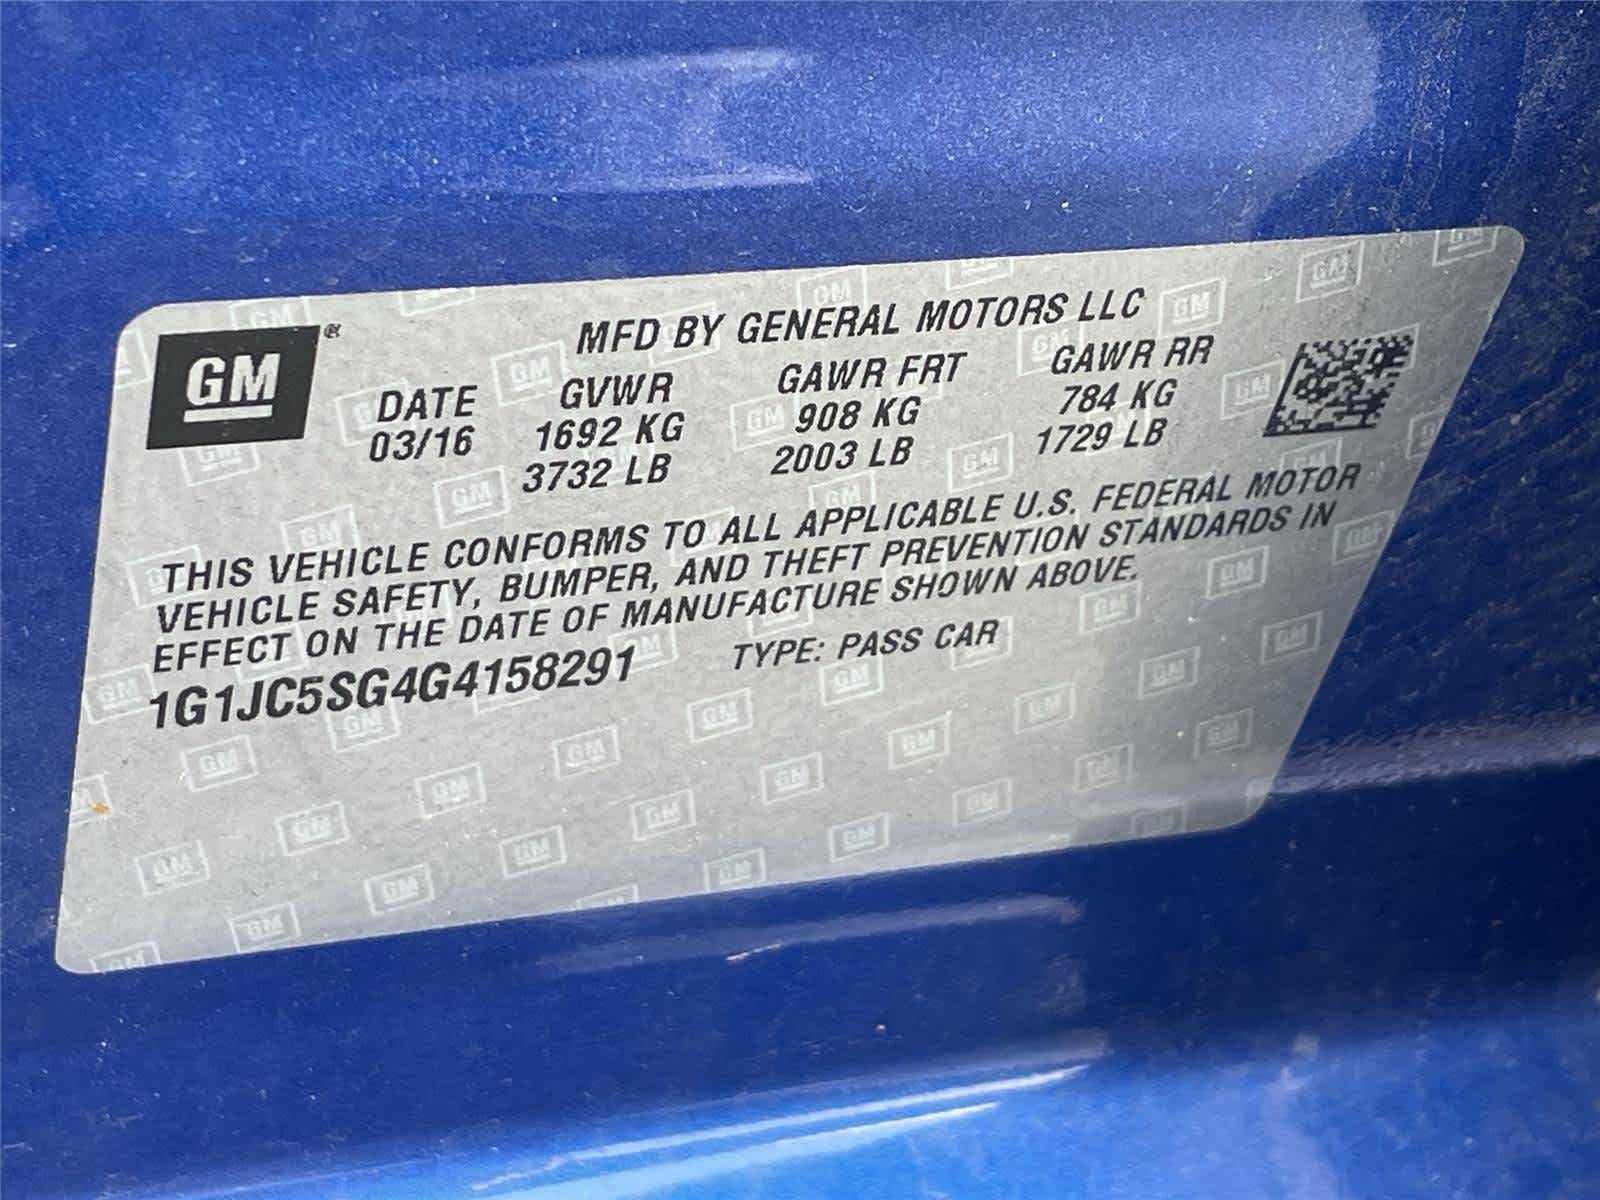 MFD BY GENERAL MOTORS LLC
GM ®
DATE GVWR GAWR FRT GAWR RR
03/16 1692 KG 908 KG 784 KG
3732 LB 2003 LB 1729 LB
THIS VEHICLE CONFORMS TO ALL APPLICABLE U.S. FEDERAL MOTOR
VEHICLE SAFETY, BUMPER, AND THEFT PREVENTION STANDARDS IN
EFFECT ON THE DATE OF MANUFACTURE SHOWN ABOVE.
1G1JC5SG4G4158291 TYPE: PASS CAR